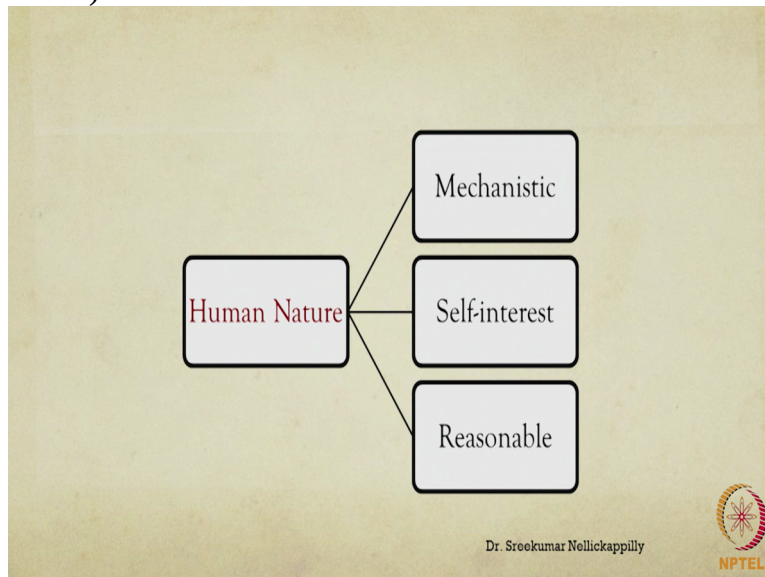 Mechanistic
Human Nature
Self-interest
Reasonable
Dr. Sreekumar Nellickappilly
NPTEL